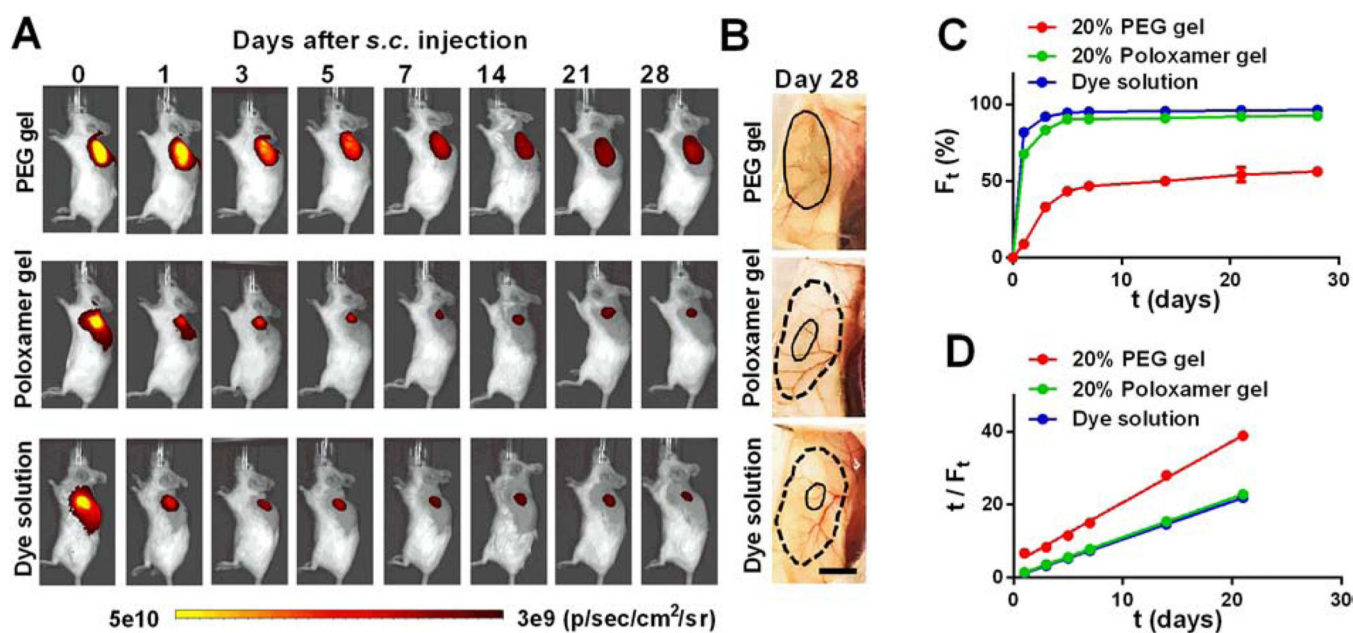 A
Days after s.c. injection
0 1 3 5 7 14 21 28
PEG gel
Poloxamer gel
Dye solution
5e10 3e9 (p/sec/cm²/sr)
B
Day 28
PEG gel
Poloxamer gel
Dye solution
C
20% PEG gel
20% Poloxamer gel
Dye solution
Fₜ (%)
100
50
0
0 10 20 30
t (days)
D
20% PEG gel
20% Poloxamer gel
Dye solution
t / Fₜ
40
20
0
0 10 20 30
t (days)